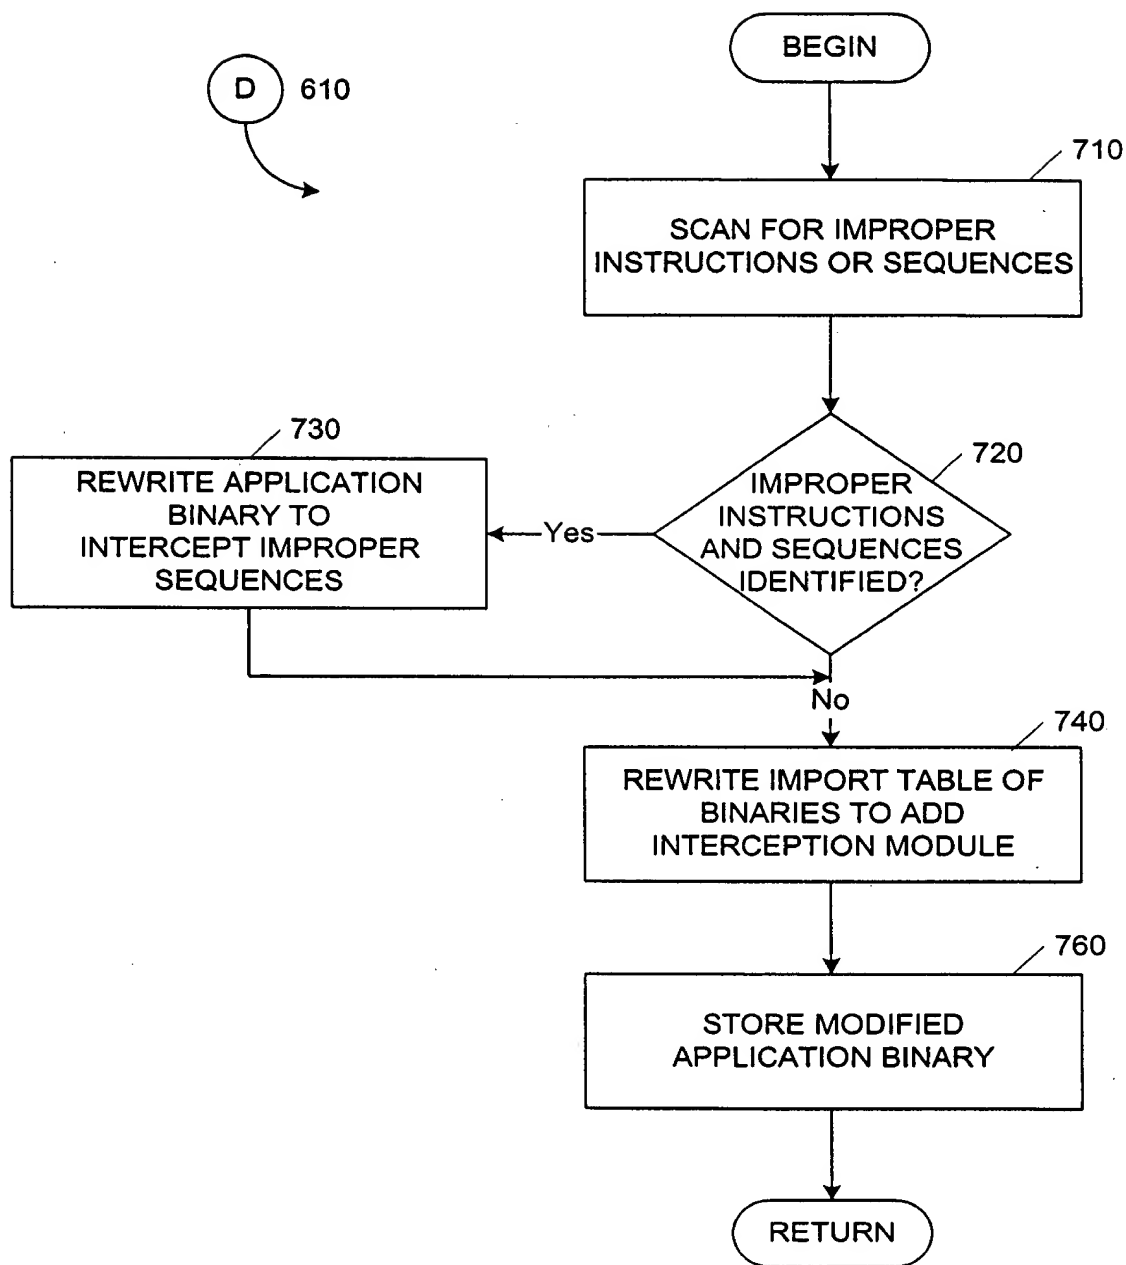 D 610
BEGIN
710
SCAN FOR IMPROPER
INSTRUCTIONS OR SEQUENCES
720
IMPROPER
INSTRUCTIONS
AND SEQUENCES
IDENTIFIED?
Yes
730
REWRITE APPLICATION
BINARY TO
INTERCEPT IMPROPER
SEQUENCES
No
740
REWRITE IMPORT TABLE OF
BINARIES TO ADD
INTERCEPTION MODULE
760
STORE MODIFIED
APPLICATION BINARY
RETURN